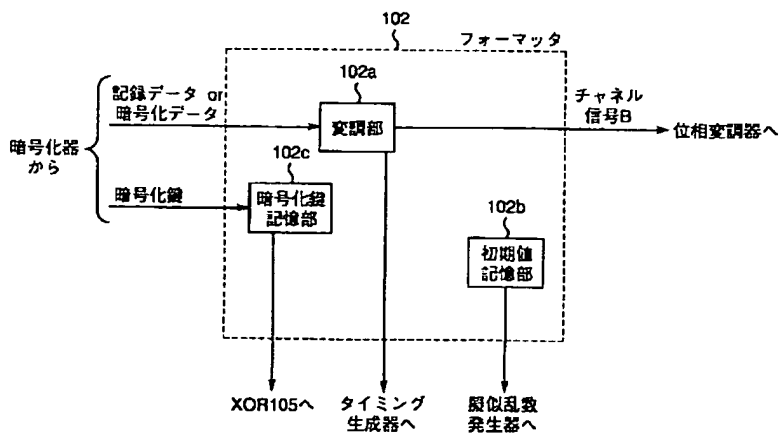 102
フォーマッタ
102a
記録データ or
暗号化データ
変調部
チャネル
信号B
位相変調器へ
暗号化器
から
102c
暗号化鍵
暗号化鍵
記憶部
102b
初期値
記憶部
XOR105へ
タイミング
生成器へ
擬似乱数
発生器へ